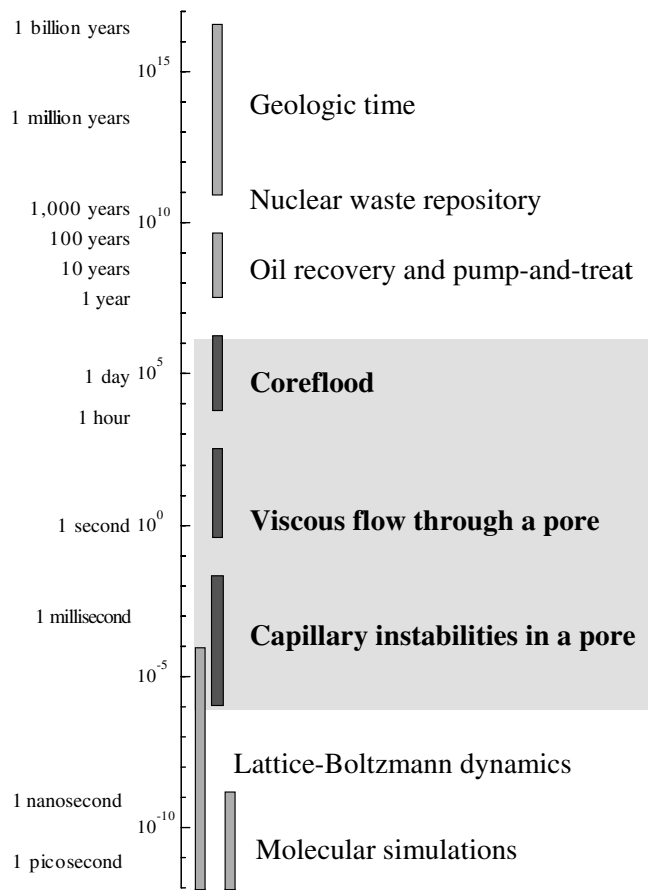 1 billion years
10^15
Geologic time
1 million years
Nuclear waste repository
1,000 years
10^10
100 years
10 years
Oil recovery and pump-and-treat
1 year
1 day
10^5
Coreflood
1 hour
1 second
10^0
Viscous flow through a pore
1 millisecond
Capillary instabilities in a pore
10^-5
Lattice-Boltzmann dynamics
1 nanosecond
10^-10
1 picosecond
Molecular simulations